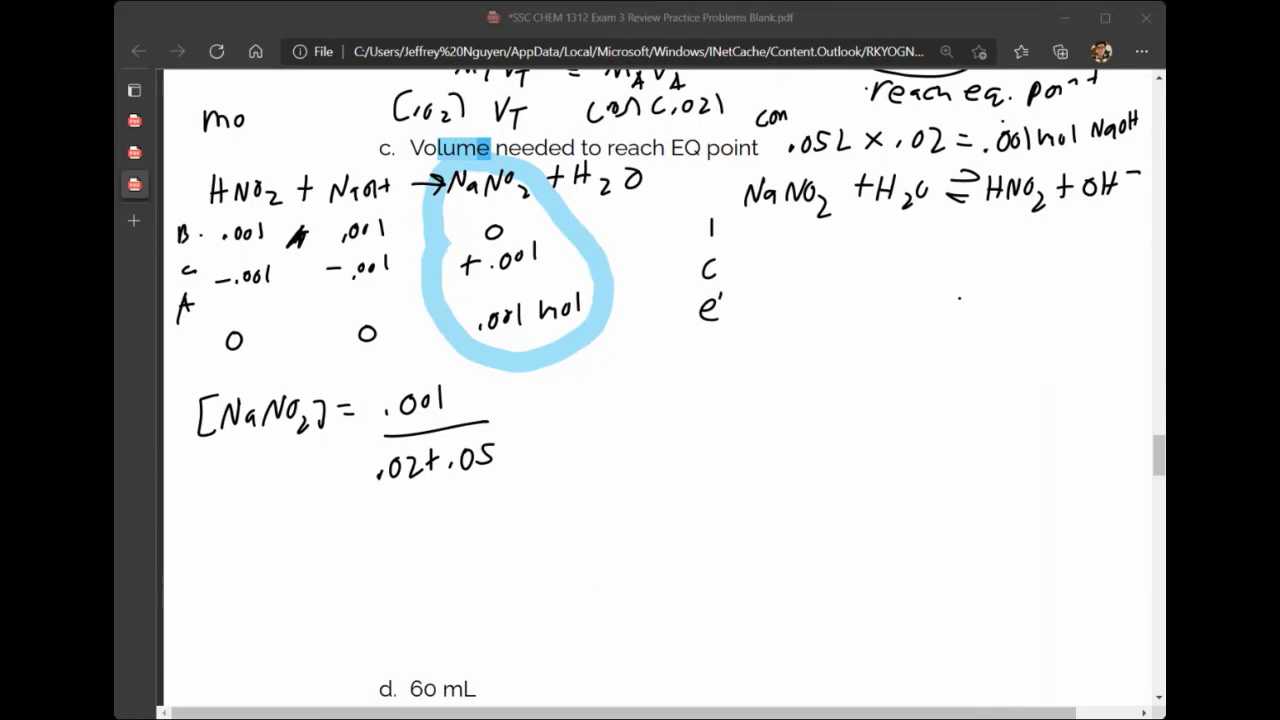 *SSC CHEM 1312 Exam 3 Review Practice Problems Blank.pdf
File C:/Users/Jeffrey%20Nguyen/AppData/Local/Microsoft/Windows/INetCache/Content.Outlook/RKYOGN...
reach eq. point
mo
[.02] VT
con
.05L × .02 = .001 mol NaOH
c. Volume needed to reach EQ point
HNO2 + NaOH → NaNO2 + H2O
NaNO2 + H2O ⇌ HNO2 + OH⁻
B. .001 .001 0
I
C -.001 -.001 +.001
C
A
.001 mol
e
0 0
[NaNO2] = .001
.02+.05
d. 60 mL